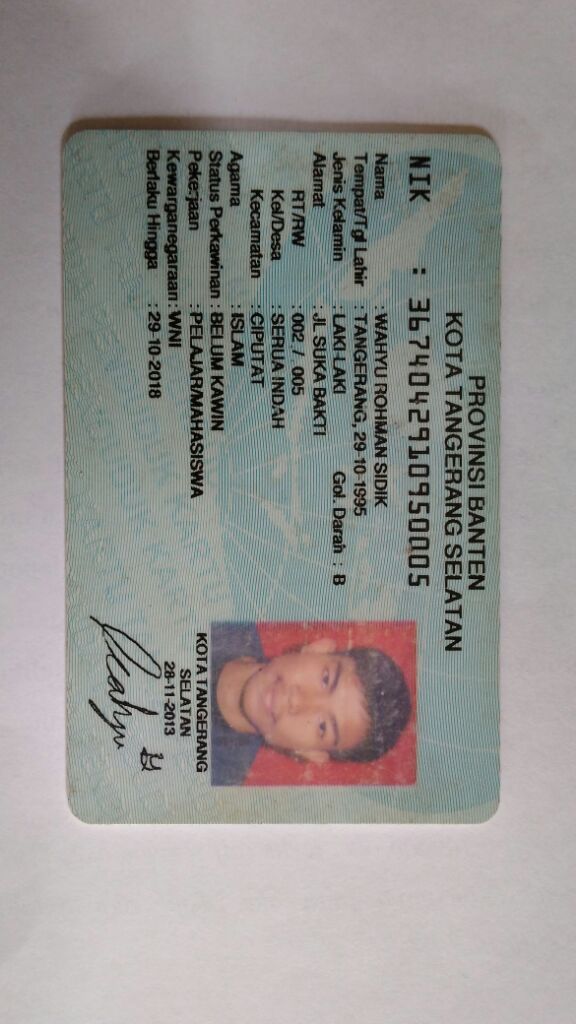 PROVINSI BANTEN
KOTA TANGERANG SELATAN
NIK : 3674042910950005
Nama : WAHYU ROHMAN SIDIK
Tempat/Tgl Lahir : TANGERANG, 29-10-1995
Jenis Kelamin : LAKI-LAKI Gol. Darah : B
Alamat : JL SUKA BAKTI
RT/RW : 002 / 005
Kel/Desa : SERUA INDAH
Kecamatan : CIPUTAT
Agama : ISLAM
Status Perkawinan : BELUM KAWIN
Pekerjaan : PELAJAR/MAHASISWA
Kewarganegaraan : WNI
Berlaku Hingga : 29-10-2018
KOTA TANGERANG
SELATAN
28-11-2013
Wahyu